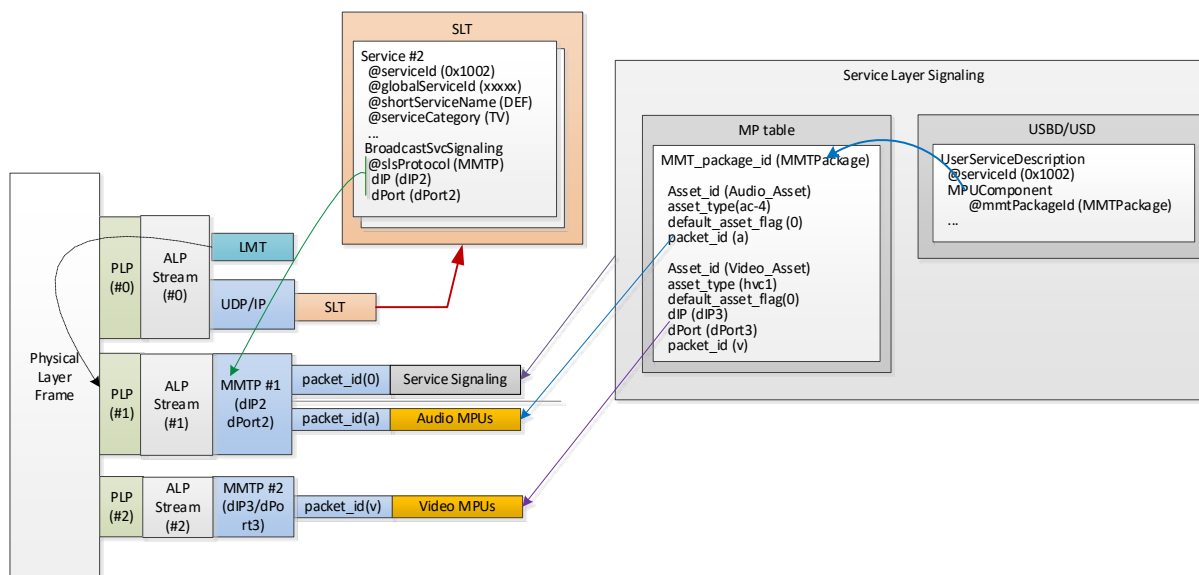 SLT
Service #2
@serviceId (0x1002)
@globalServiceId (xxxxx)
@shortServiceName (DEF)
@serviceCategory (TV)
...
BroadcastSvcSignaling
@slsProtocol (MMTP)
dIP (dIP2)
dPort (dPort2)
Service Layer Signaling
MP table
MMT_package_id (MMTPackage)
Asset_id (Audio_Asset)
asset_type(ac-4)
default_asset_flag (0)
packet_id (a)
Asset_id (Video_Asset)
asset_type (hvc1)
default_asset_flag(0)
dIP (dIP3)
dPort (dPort3)
packet_id (v)
USBD/USD
UserServiceDescription
@serviceId (0x1002)
MPUComponent
@mmtPackageId (MMTPackage)
...
Physical
Layer
Frame
PLP
(#0)
ALP
Stream
(#0)
LMT
UDP/IP
SLT
PLP
(#1)
ALP
Stream
(#1)
MMTP #1
(dIP2
dPort2)
packet_id(0)
Service Signaling
packet_id(a)
Audio MPUs
PLP
(#2)
ALP
Stream
(#2)
MMTP #2
(dIP3/dPo
rt3)
packet_id(v)
Video MPUs